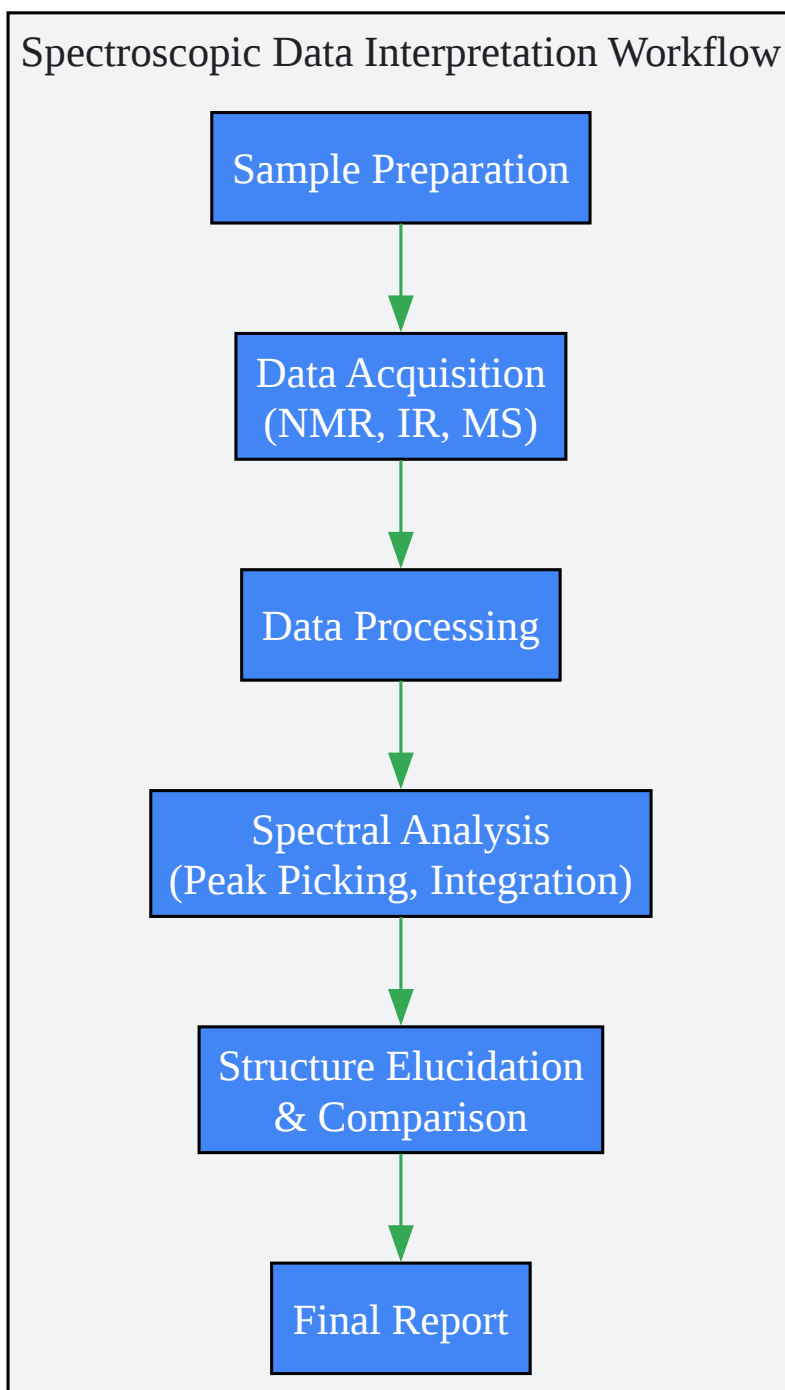 Spectroscopic Data Interpretation Workflow
Sample Preparation
Data Acquisition
(NMR, IR, MS)
Data Processing
Spectral Analysis
(Peak Picking, Integration)
Structure Elucidation
& Comparison
Final Report